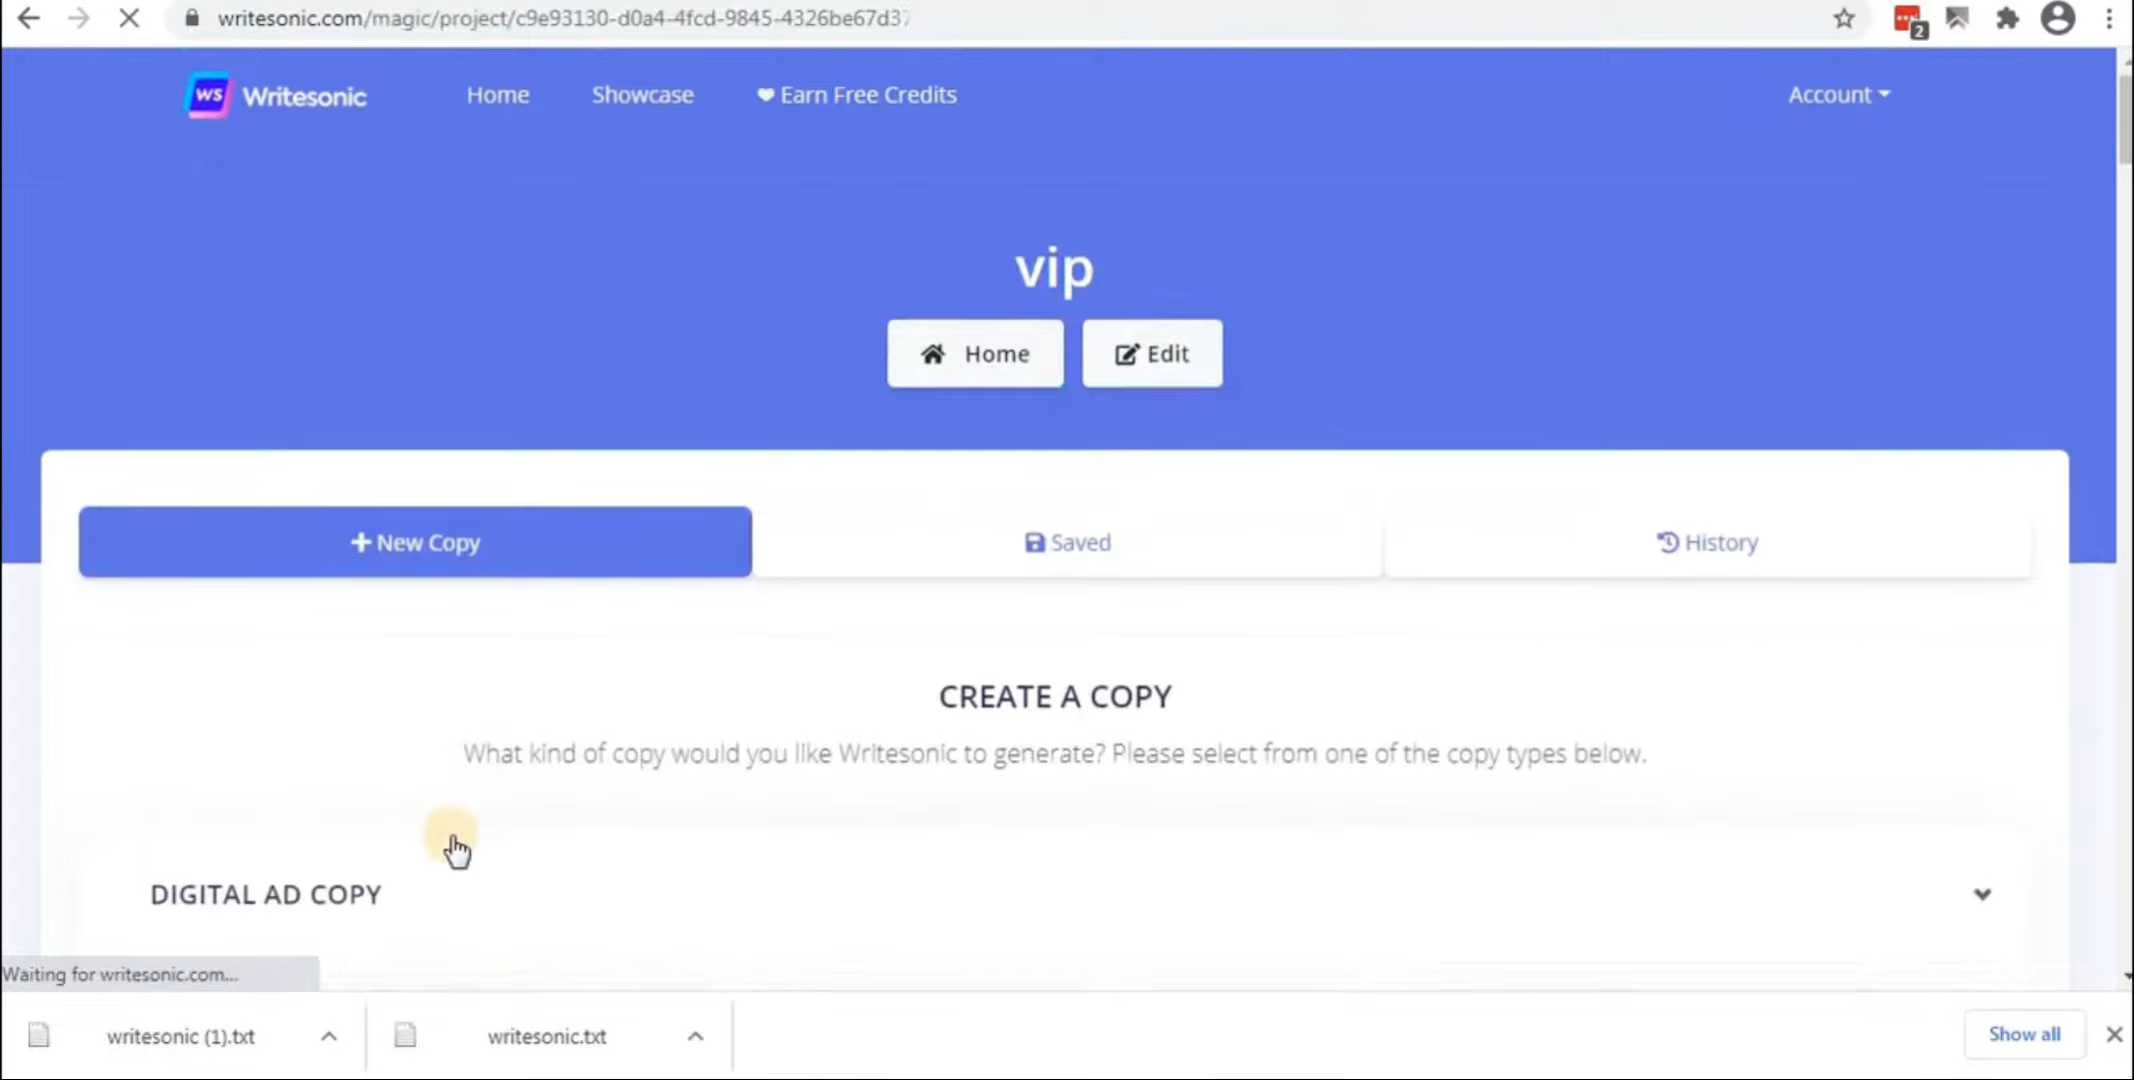 writesonic.com/magic/project/c9e93130-d0a4-4fcd-9845-4326be67d37
2
ws Writesonic
Home
Showcase
Earn Free Credits
Account
vip
Home
Edit
New Copy
Saved
History
CREATE A COPY
What kind of copy would you like Writesonic to generate? Please select from one of the copy types below.
DIGITAL AD COPY
Waiting for writesonic.com...
writesonic (1).txt
writesonic.txt
Show all